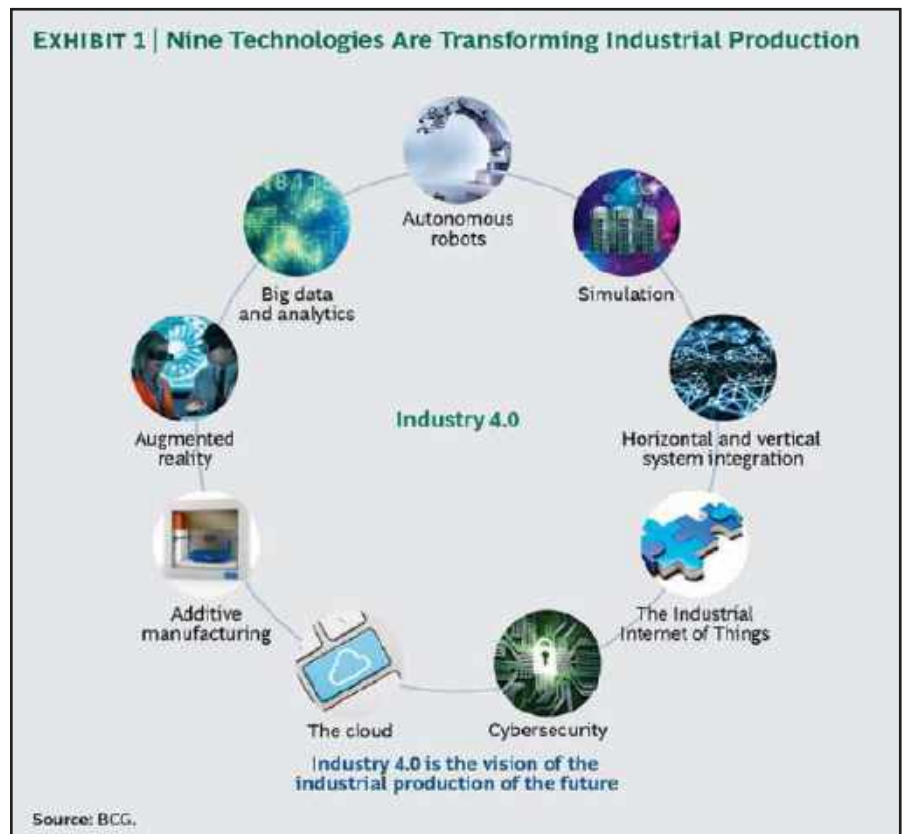 EXHIBIT 1 | Nine Technologies Are Transforming Industrial Production
Autonomous
robots
Big data
and analytics
Simulation
Augmented
reality
Industry 4.0
Horizontal and vertical
system integration
Additive
manufacturing
The Industrial
Internet of Things
The cloud
Cybersecurity
Industry 4.0 is the vision of the
industrial production of the future
Source: BCG.